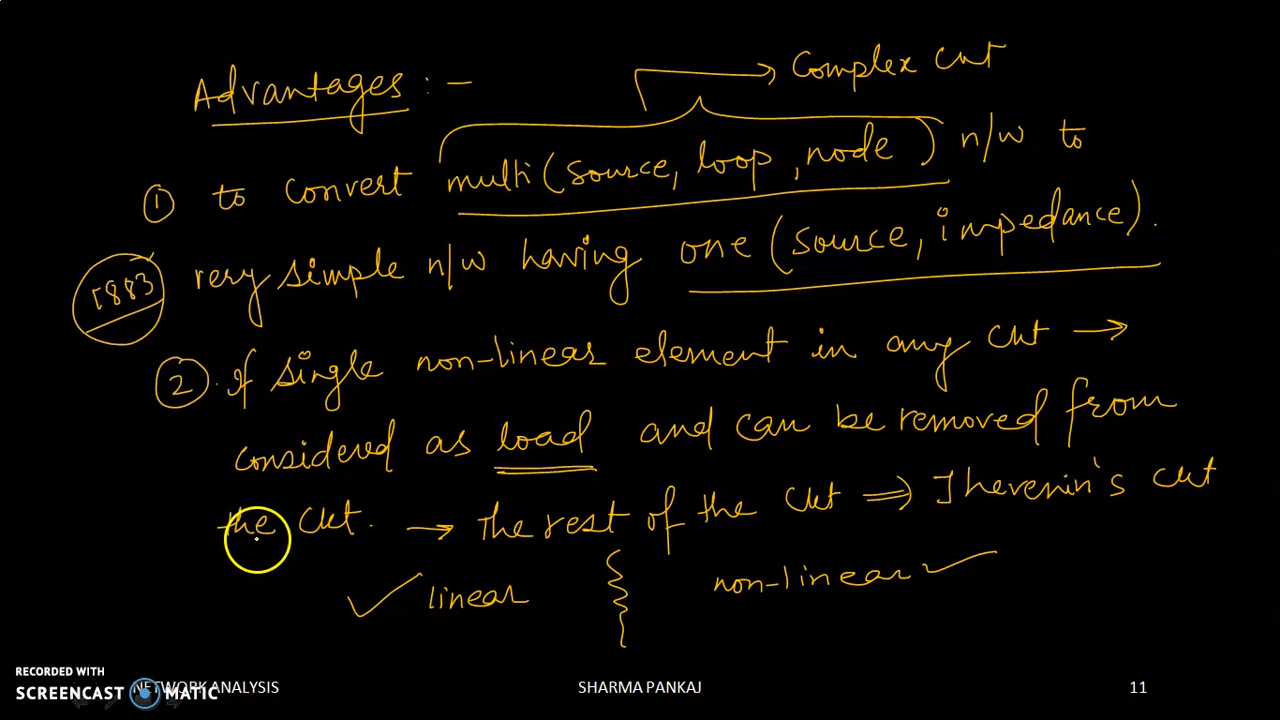 Advantages : -
Complex ckt
① to convert multi (source, loop, node) n/w to
very simple n/w having one (source, impedance).
1883
② . If single non-linear element in any ckt →
considered as load and can be removed from
the ckt. → The rest of the ckt ⇒ Thevenin's ckt
✓ linear non-linear ✓
RECORDED WITH
SCREENCAST MATIC
NETWORK ANALYSIS SHARMA PANKAJ 11